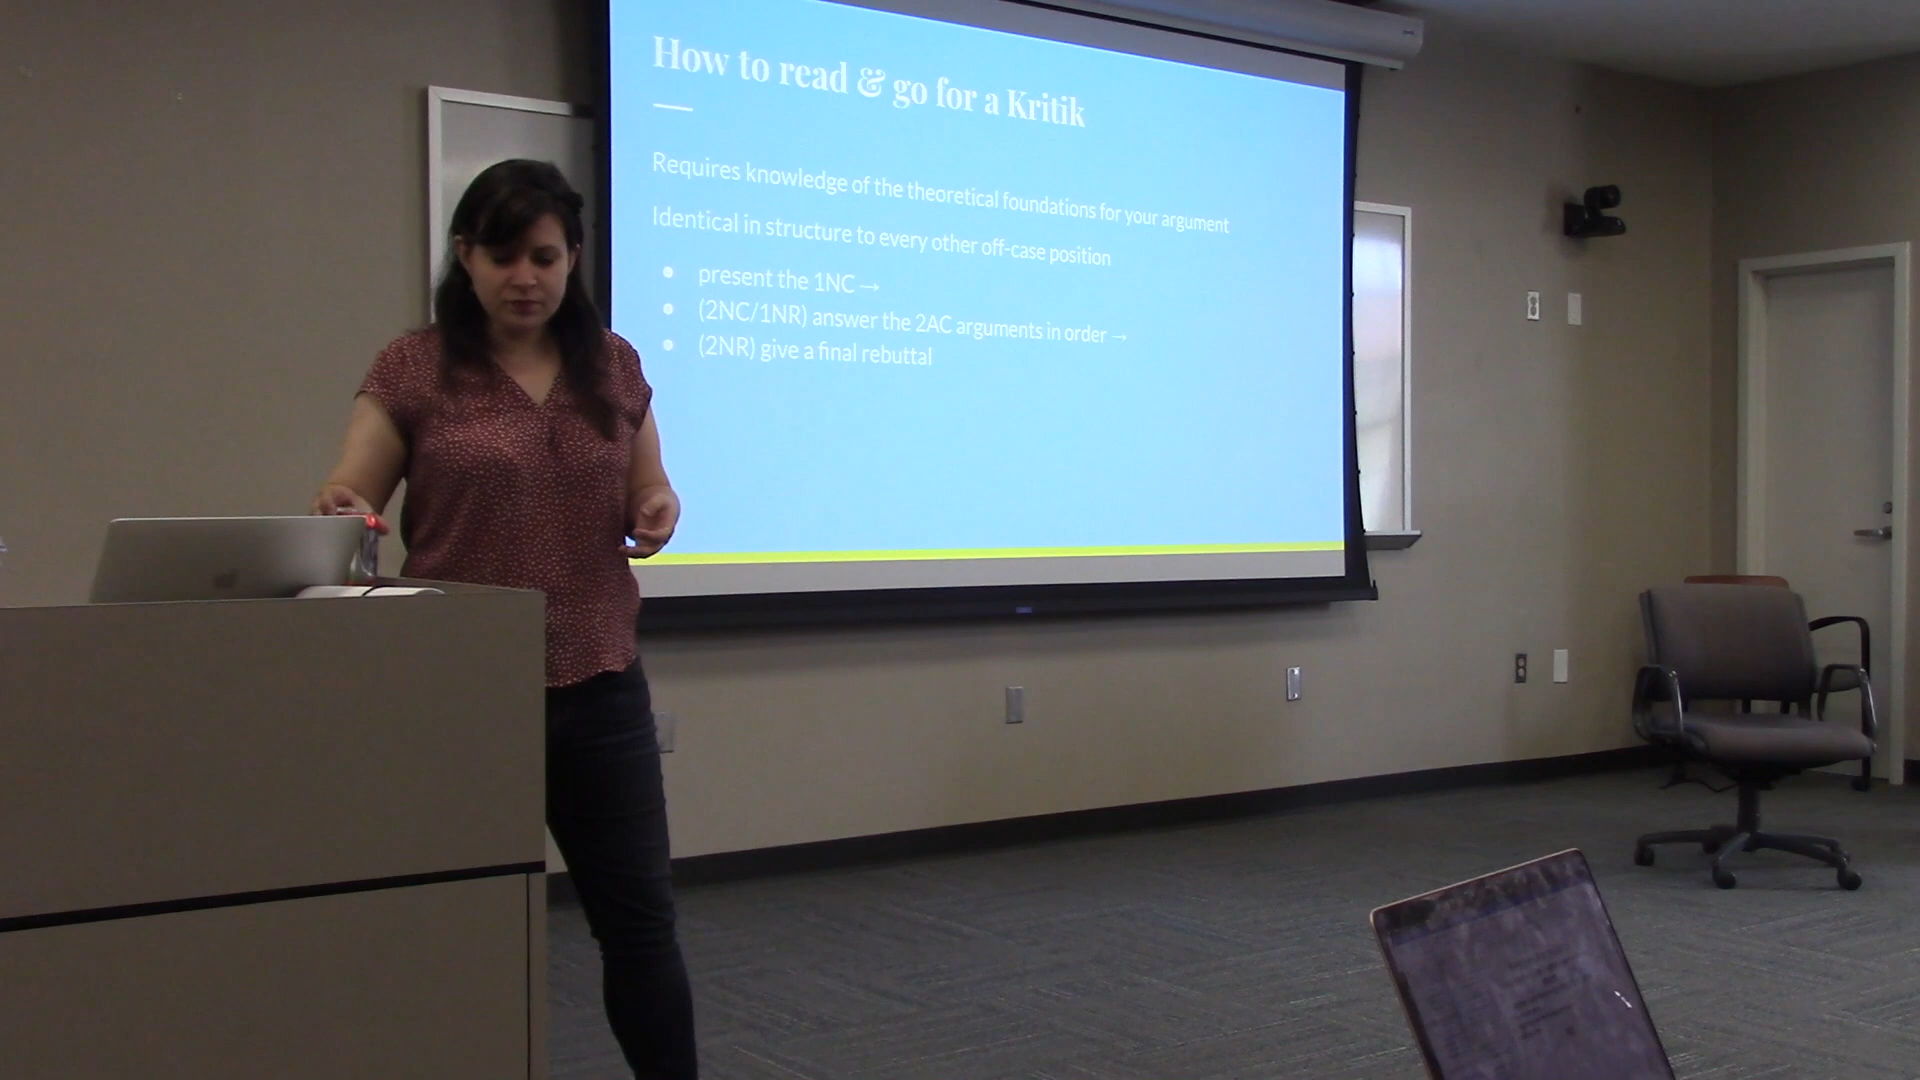 How to read & go for a Kritik
Requires knowledge of the theoretical foundations for your argument
Identical in structure to every other off-case position
● present the 1NC →
● (2NC/1NR) answer the 2AC arguments in order →
● (2NR) give a final rebuttal